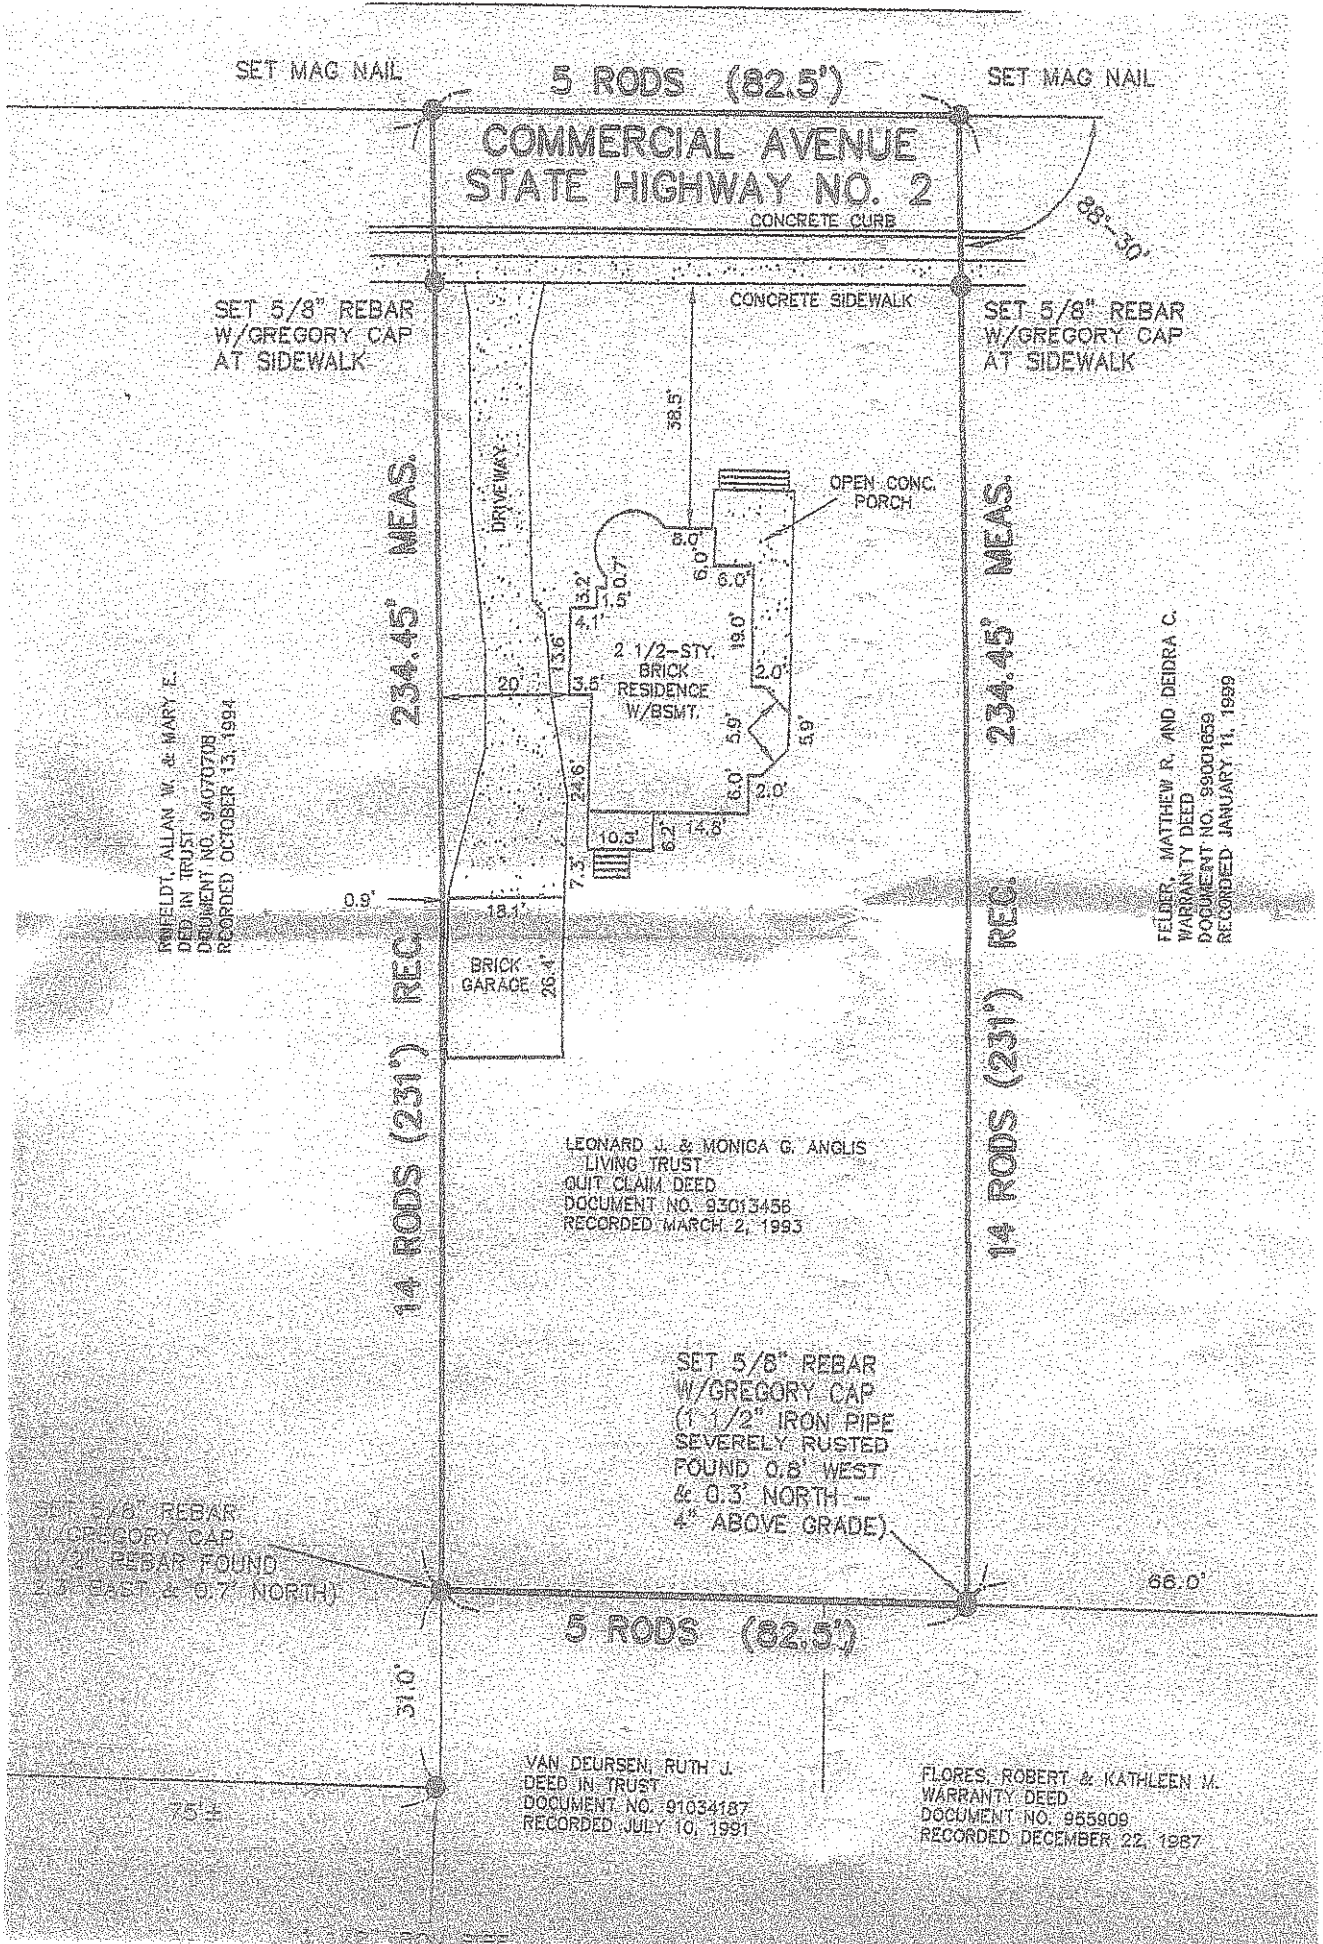 SET MAG NAIL
5 RODS (82.5')
SET MAG NAIL
COMMERCIAL AVENUE
STATE HIGHWAY NO. 2
CONCRETE CURB
88°-30'
CONCRETE SIDEWALK
SET 5/8" REBAR
W/GREGORY CAP
AT SIDEWALK
SET 5/8" REBAR
W/GREGORY CAP
AT SIDEWALK
38.5'
DRIVEWAY
OPEN CONC.
PORCH
234.45' MEAS.
14 RODS (231') REC.
234.45' MEAS.
14 RODS (231') REC.
8.0'
6.0'
6.0'
0.7'
3.2'
1.5'
4.1'
13.6'
19.0'
2 1/2-STY.
BRICK
RESIDENCE
W/BSMT.
20'
3.5'
2.0'
5.9'
5.9'
24.6'
6.0'
2.0'
14.8'
10.3'
6.2'
7.3'
0.9'
18.1'
BRICK
GARAGE
26.4'
ALLAN W. & MARY E.
DED IN TRUST
DOCUMENT NO. 94070708
RECORDED OCTOBER 13, 1994
FELDER, MATTHEW R. AND DEIDRA C.
WARRANTY DEED
DOCUMENT NO. 99001659
RECORDED JANUARY 11, 1999
LEONARD J. & MONICA G. ANGLIS
LIVING TRUST
QUIT CLAIM DEED
DOCUMENT NO. 93013456
RECORDED MARCH 2, 1993
SET 5/8" REBAR
W/GREGORY CAP
(1 1/2" IRON PIPE
SEVERELY RUSTED
FOUND 0.8' WEST
& 0.3' NORTH --
4" ABOVE GRADE)
SET 5/8" REBAR
GREGORY CAP
REBAR FOUND
EAST & 0.7' NORTH)
66.0'
5 RODS (82.5')
31.0'
75'±
VAN DEURSEN, RUTH J.
DEED IN TRUST
DOCUMENT NO. 91034187
RECORDED JULY 10, 1991
FLORES, ROBERT & KATHLEEN M.
WARRANTY DEED
DOCUMENT NO. 955909
RECORDED DECEMBER 22, 1987